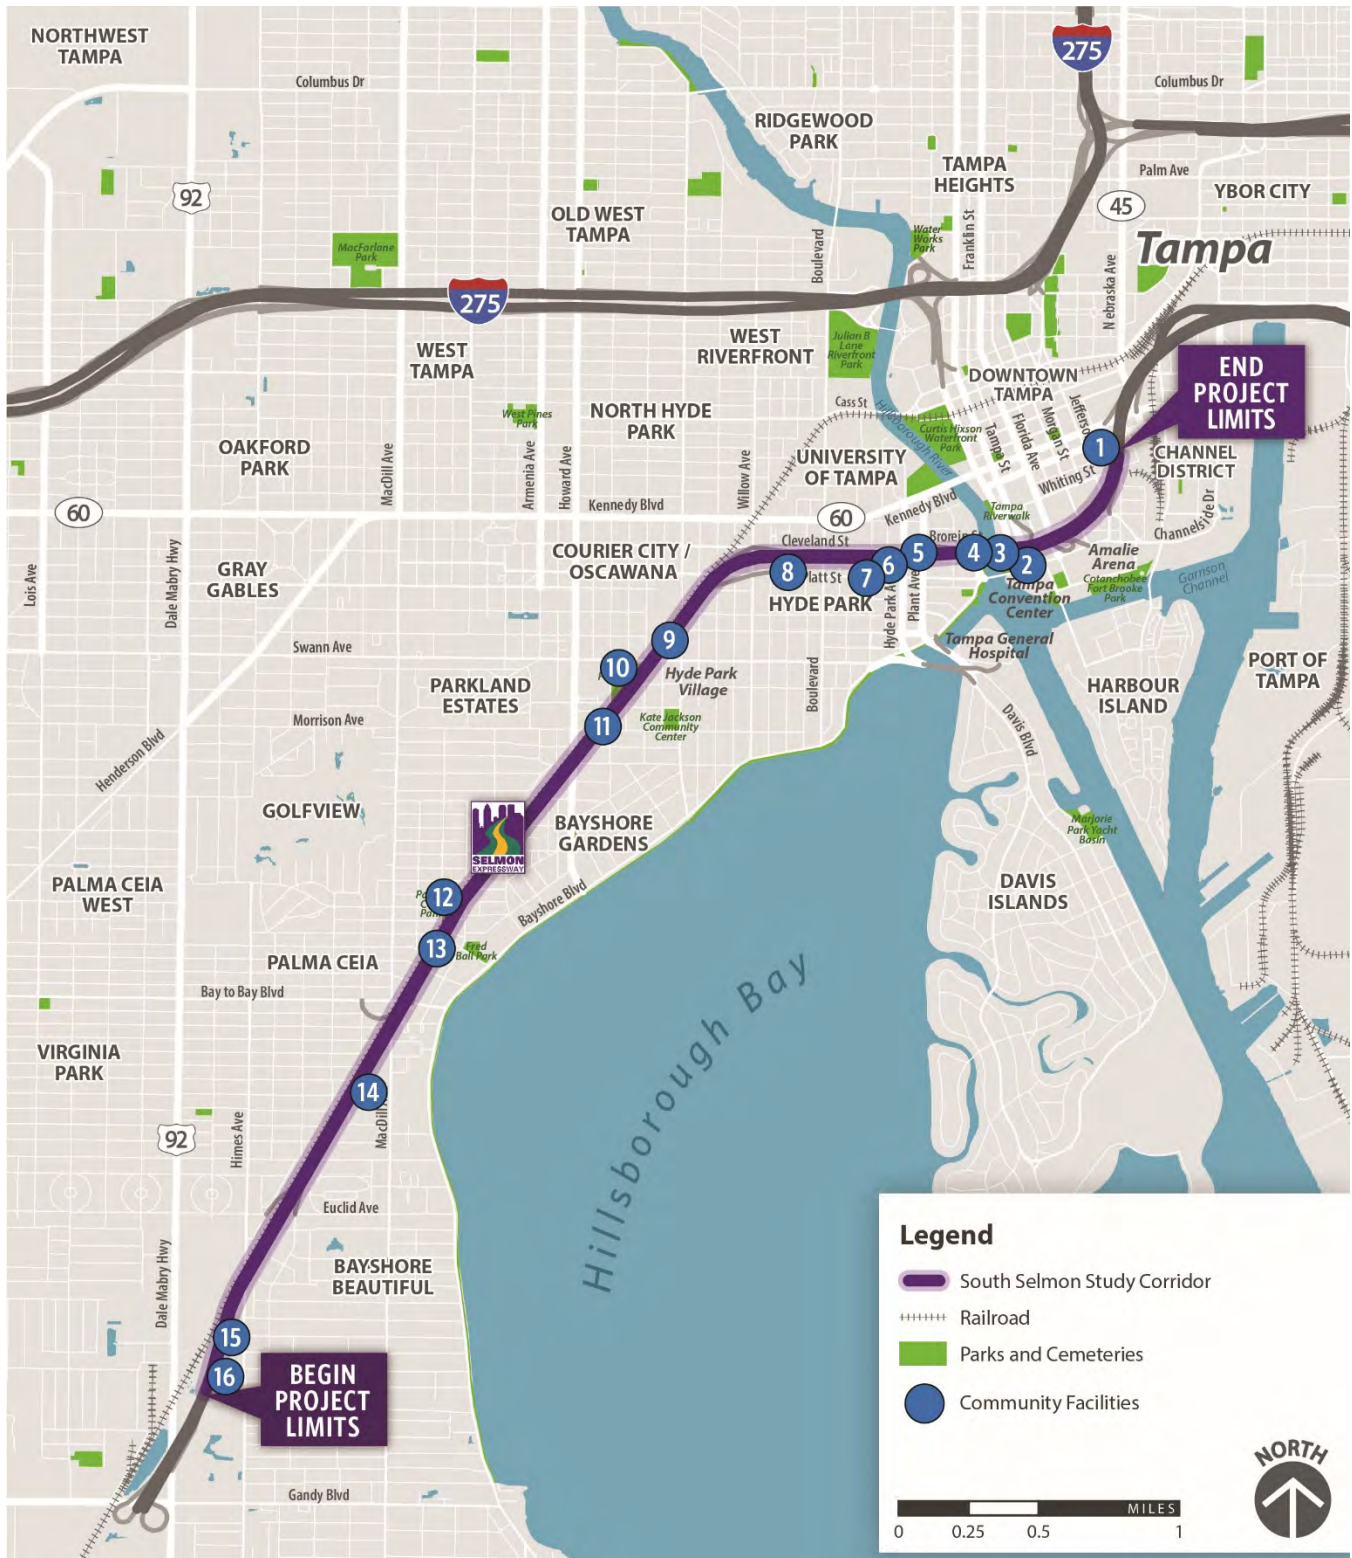 NORTHWEST
TAMPA
Columbus Dr
275
Columbus Dr
RIDGEWOOD
PARK
TAMPA
HEIGHTS
Palm Ave
92
YBOR CITY
45
OLD WEST
TAMPA
Franklin St
Water
Works
Park
Boulevard
Tampa
MacFarlane
Park
Nebraska Ave
275
WEST
RIVERFRONT
Julian B
Lane
Riverfront
Park
WEST
TAMPA
DOWNTOWN
TAMPA
END
PROJECT
LIMITS
Cass St
NORTH HYDE
PARK
West Pines
Park
Hillsborough River
Curtis Hixson
Waterfront
Park
Tampa St
Florida Ave
Morgan St
1
OAKFORD
PARK
MacDill Ave
Armenia Ave
Howard Ave
Willow Ave
UNIVERSITY
OF TAMPA
CHANNEL
DISTRICT
Whiting St
Kennedy Blvd
Kennedy Blvd
60
60
Tampa
Riverwalk
Channelside Dr
Cleveland St
COURIER CITY /
OSCAWANA
5
4
3
2
Amalie
Arena
Lois Ave
Dale Mabry Hwy
GRAY
GABLES
8
Platt St
7
6
HYDE PARK
Plant Ave
Tampa
Convention
Center
Cotanchobee
Fort Brooke
Park
Garrison
Channel
Swann Ave
9
10
Hyde Park
Village
Boulevard
Tampa General
Hospital
PORT OF
TAMPA
PARKLAND
ESTATES
HARBOUR
ISLAND
Morrison Ave
11
Kate Jackson
Community
Center
Davis Blvd
Henderson Blvd
GOLFVIEW
SELMON
EXPRESSWAY
BAYSHORE
GARDENS
Marjorie
Park Yacht
Basin
PALMA CEIA
WEST
12
Bayshore Blvd
DAVIS
ISLANDS
13
Fred
Ball Park
PALMA CEIA
Bay to Bay Blvd
Hillsborough Bay
VIRGINIA
PARK
14
92
Himes Ave
Euclid Ave
BAYSHORE
BEAUTIFUL
Dale Mabry Hwy
15
16
BEGIN
PROJECT
LIMITS
Gandy Blvd
Legend
South Selmon Study Corridor
Railroad
Parks and Cemeteries
Community Facilities
NORTH
MILES
0 0.25 0.5 1